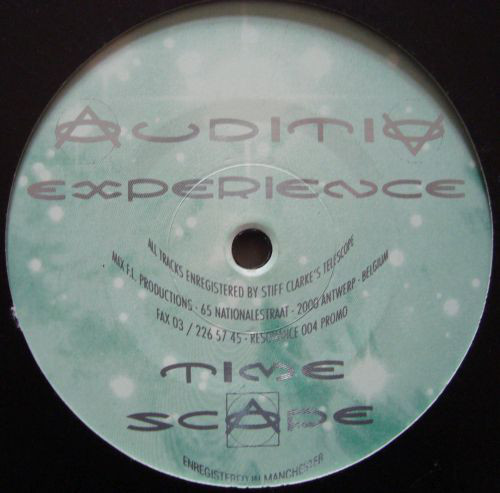 AUDITIV
EXPERIENCE
ALL TRACKS ENREGISTERED BY STIFF CLARKE'S TELESCOPE
MIX F.L. PRODUCTIONS - 65 NATIONALESTRAAT - 2000 ANTWERP - BELGIUM
FAX 03 / 226 57 45 - RESONANCE 004 PROMO
TIME
SCAPE
ENREGISTERED IN MANCHESTER